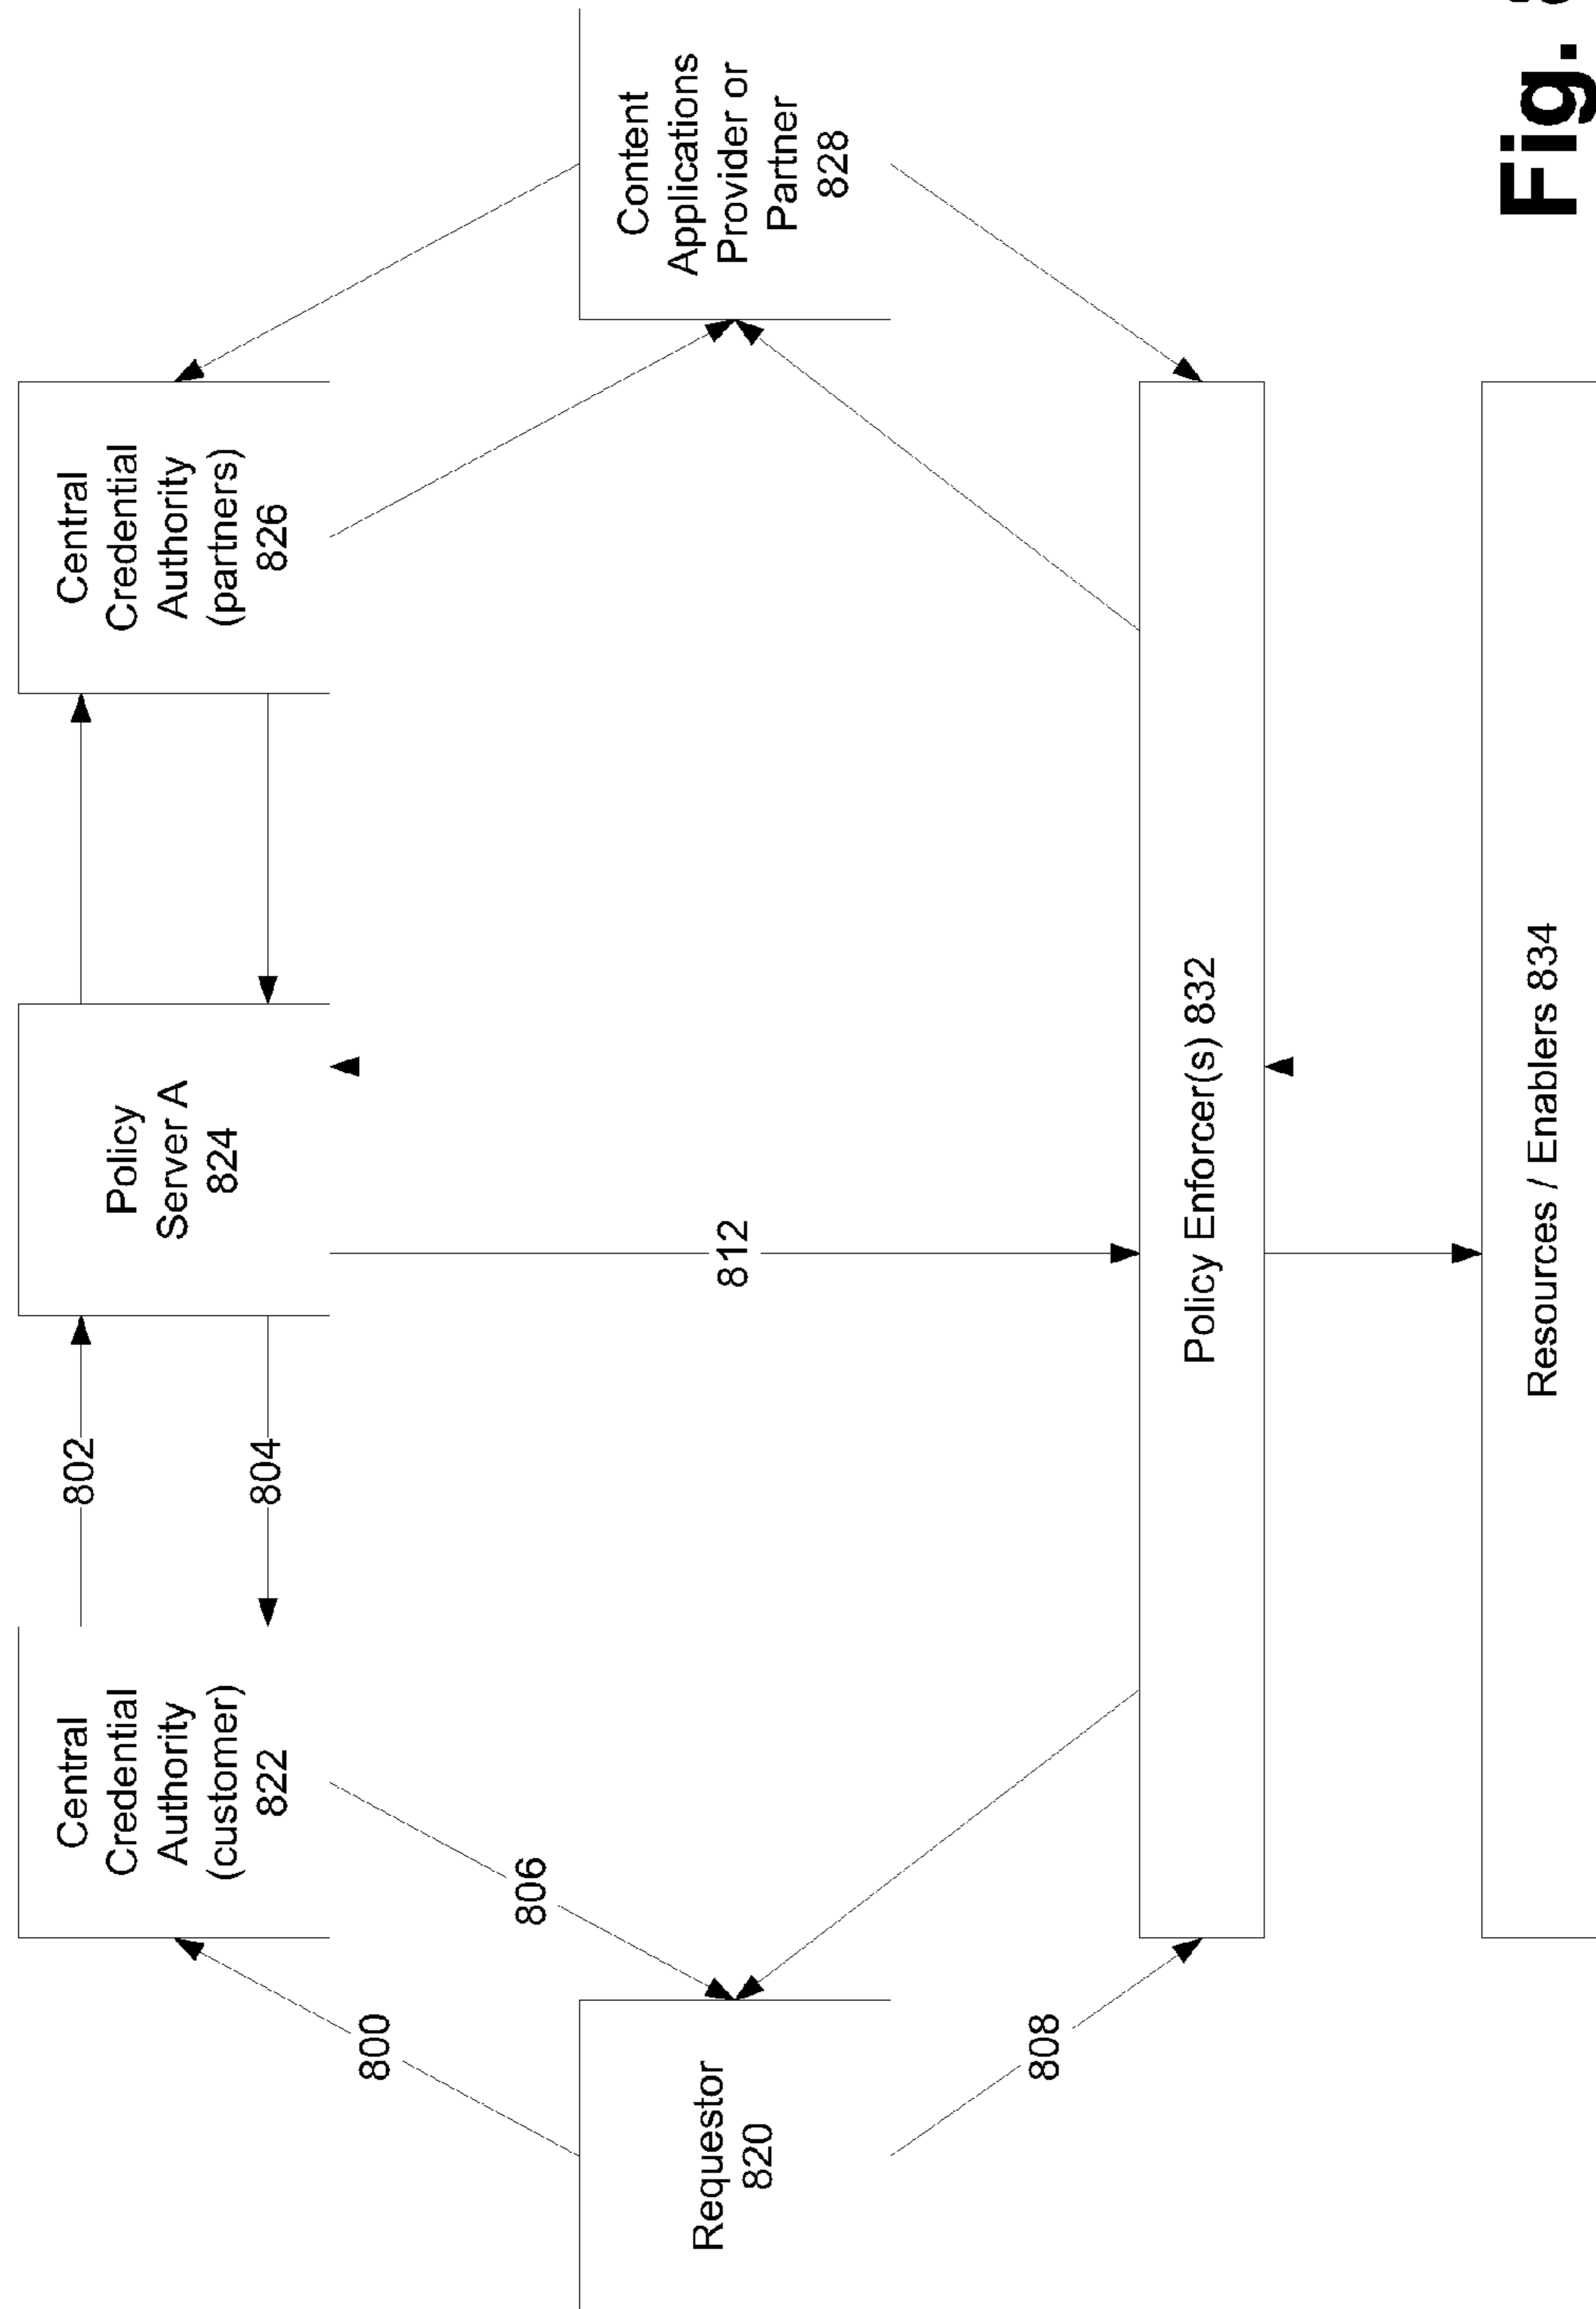 Central
Credential
Authority
(customer)
822
802
804
Policy
Server A
824
Central
Credential
Authority
(partners)
826
800
806
Requestor
820
812
Content
Applications
Provider or
Partner
828
808
Policy Enforcer(s) 832
Resources / Enablers 834
Fig.